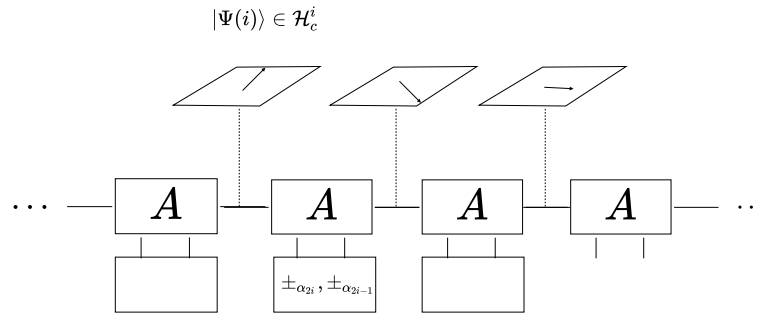 |Ψ(i)⟩ ∈ ℋ_c^i
··· A A A A ··
±_{α_{2i}}, ±_{α_{2i−1}}